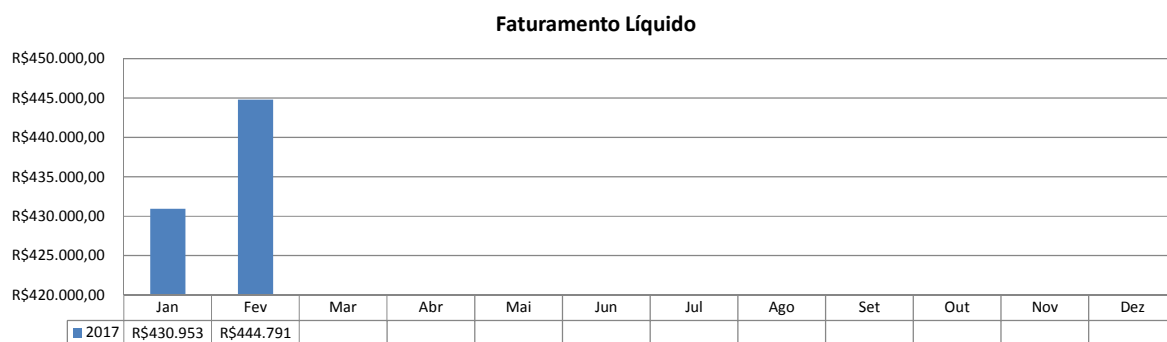 Faturamento Líquido
R$450.000,00
R$445.000,00
R$440.000,00
R$435.000,00
R$430.000,00
R$425.000,00
R$420.000,00
Jan Fev Mar Abr Mai Jun Jul Ago Set Out Nov Dez
2017 R$430.953 R$444.791